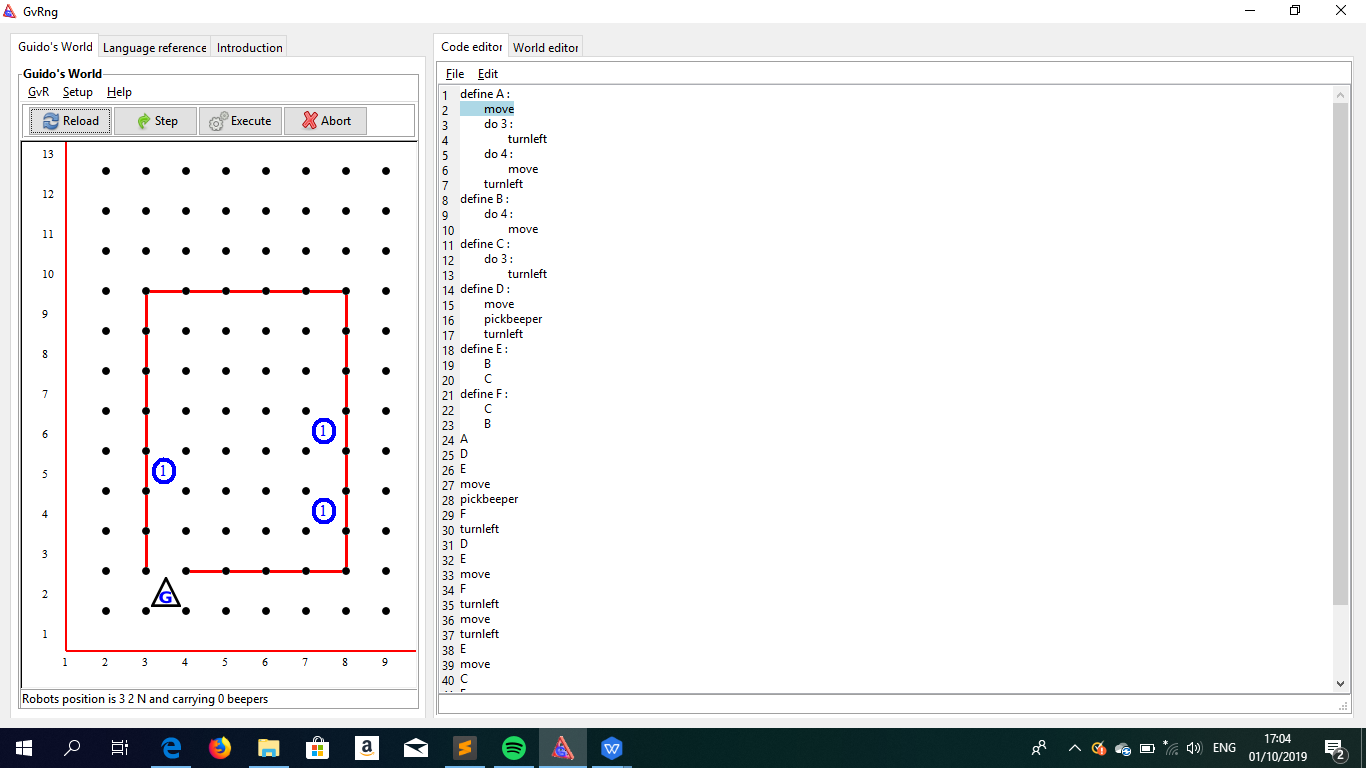 GvRng
Guido's World Language reference Introduction
Guido's World
GvR Setup Help
Reload Step Execute Abort
13
12
11
10
9
8
7
6
5
4
3
2
1
1
1
1
G
1 2 3 4 5 6 7 8 9
Robots position is 3 2 N and carrying 0 beepers
Code editor World editor
File Edit
1 define A :
2 move
3 do 3 :
4 turnleft
5 do 4 :
6 move
7 turnleft
8 define B :
9 do 4 :
10 move
11 define C :
12 do 3 :
13 turnleft
14 define D :
15 move
16 pickbeeper
17 turnleft
18 define E :
19 B
20 C
21 define F :
22 C
23 B
24 A
25 D
26 E
27 move
28 pickbeeper
29 F
30 turnleft
31 D
32 E
33 move
34 F
35 turnleft
36 move
37 turnleft
38 E
39 move
40 C
ENG
17:04
01/10/2019
2